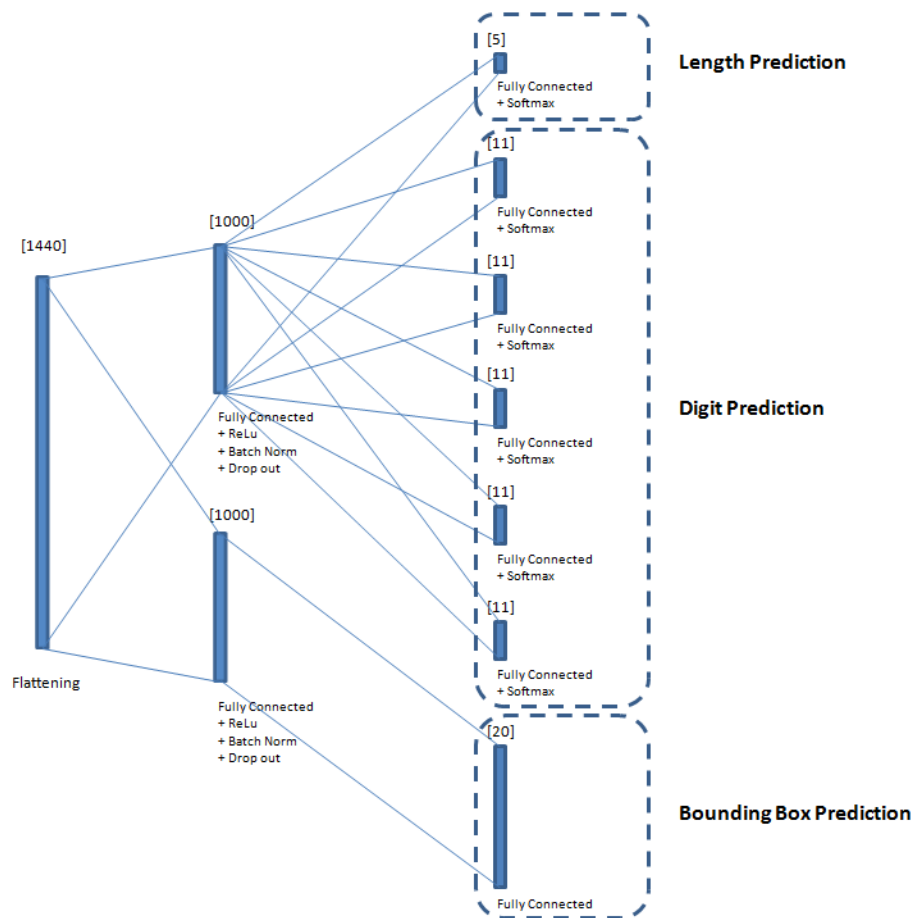 [5]
Fully Connected
+ Softmax
Length Prediction
[11]
Fully Connected
+ Softmax
[11]
Fully Connected
+ Softmax
[11]
Fully Connected
+ Softmax
[11]
Fully Connected
+ Softmax
[11]
Fully Connected
+ Softmax
Digit Prediction
[1440]
Flattening
[1000]
Fully Connected
+ ReLu
+ Batch Norm
+ Drop out
[1000]
Fully Connected
+ ReLu
+ Batch Norm
+ Drop out
[20]
Fully Connected
Bounding Box Prediction